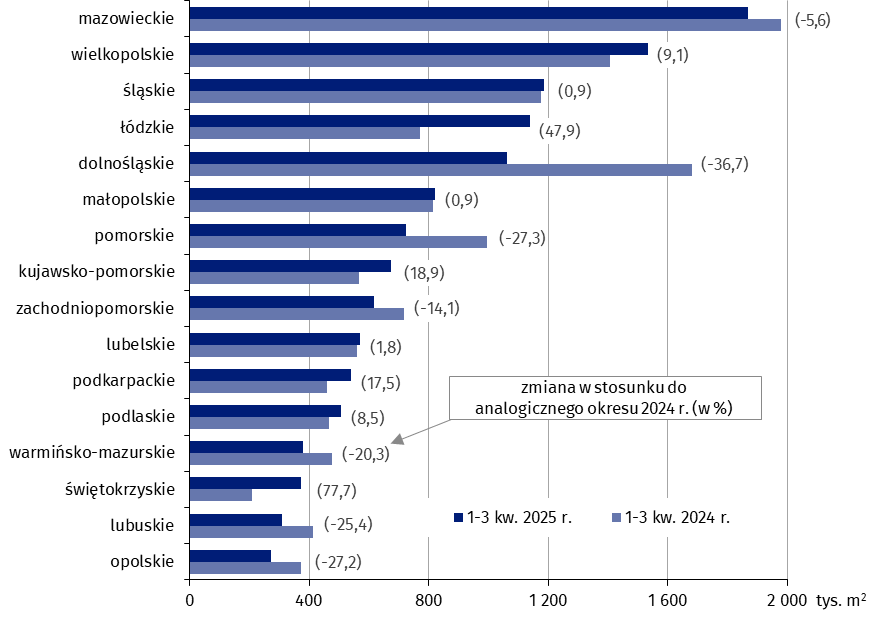 mazowieckie (-5,6)
wielkopolskie (9,1)
śląskie (0,9)
łódzkie (47,9)
dolnośląskie (-36,7)
małopolskie (0,9)
pomorskie (-27,3)
kujawsko-pomorskie (18,9)
zachodniopomorskie (-14,1)
lubelskie (1,8)
podkarpackie (17,5)
zmiana w stosunku do
analogicznego okresu 2024 r. (w %)
podlaskie (8,5)
warmińsko-mazurskie (-20,3)
świętokrzyskie (77,7)
1-3 kw. 2025 r. 1-3 kw. 2024 r.
lubuskie (-25,4)
opolskie (-27,2)
0 400 800 1 200 1 600 2 000 tys. m²